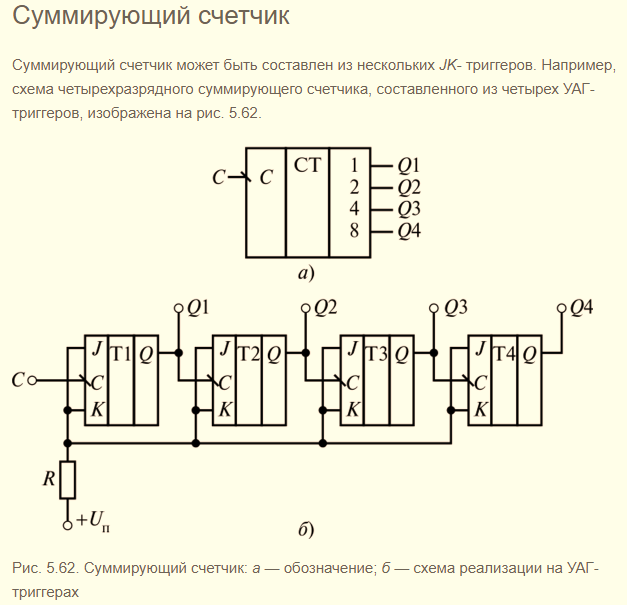 Суммирующий счетчик
Суммирующий счетчик может быть составлен из нескольких JK- триггеров. Например,
схема четырехразрядного суммирующего счетчика, составленного из четырех УАГ-
триггеров, изображена на рис. 5.62.
C C CT 1 Q1
2 Q2
4 Q3
8 Q4
а)
Q1 Q2 Q3 Q4
J T1 Q J T2 Q J T3 Q J T4 Q
C C C C C
K K K K
R
+Uп
б)
Рис. 5.62. Суммирующий счетчик: а — обозначение; б — схема реализации на УАГ-
триггерах